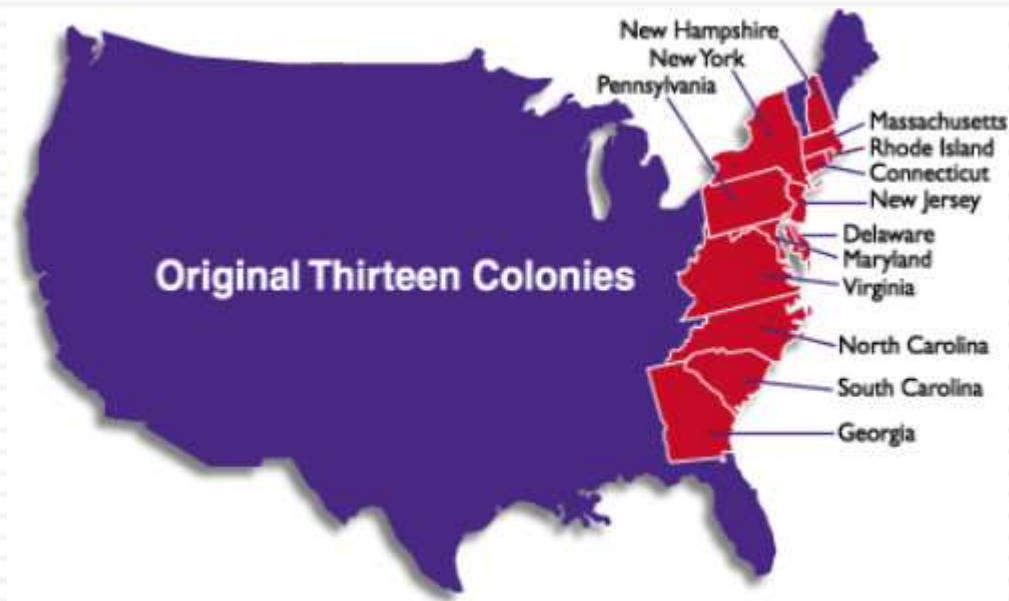 New Hampshire
New York
Pennsylvania
Massachusetts
Rhode Island
Connecticut
New Jersey
Delaware
Maryland
Virginia
Original Thirteen Colonies
North Carolina
South Carolina
Georgia